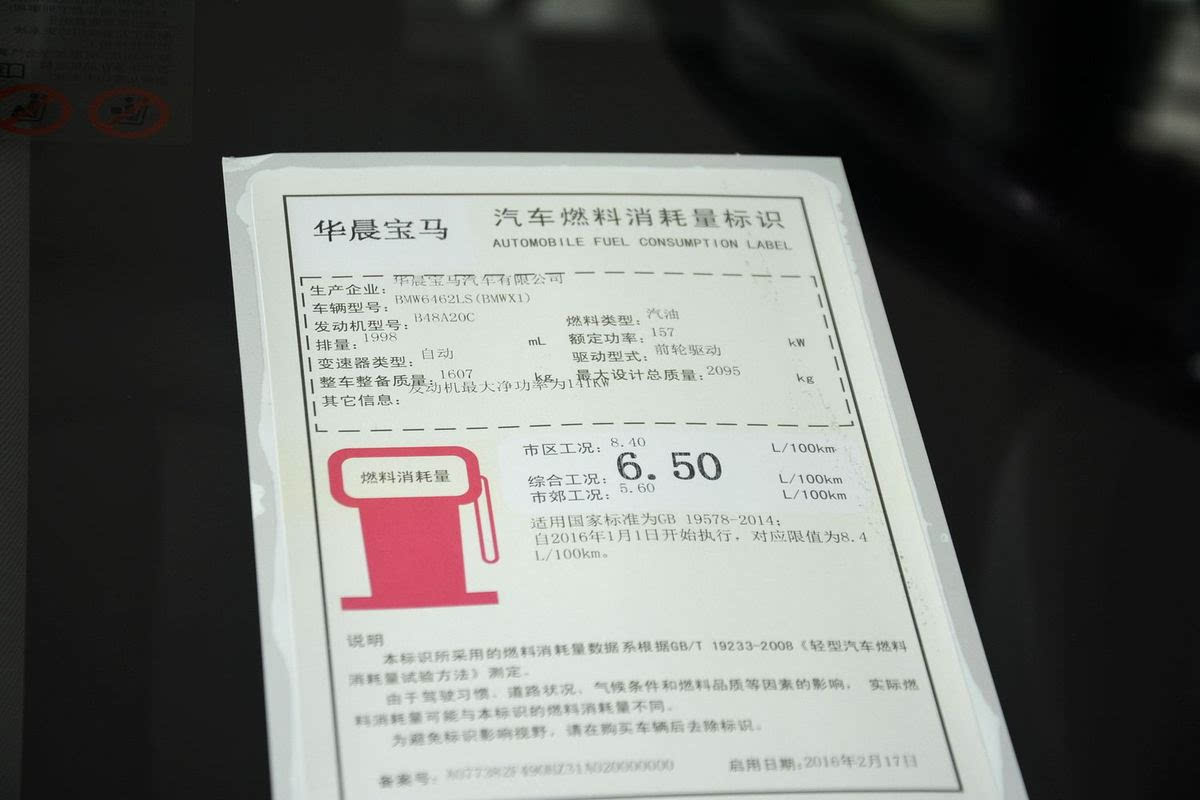 华晨宝马
汽车燃料消耗量标识
AUTOMOBILE FUEL CONSUMPTION LABEL
生产企业: 华晨宝马汽车有限公司
车辆型号: BMW6462LS(BMWX1)
发动机型号: B48A20C 燃料类型: 汽油
排量: 1998 mL 额定功率: 157 kW
变速器类型: 自动 驱动型式: 前轮驱动
整车整备质量: 1607 kg 最大设计总质量: 2095 kg
其它信息: 发动机最大净功率为141KW
燃料消耗量
市区工况: 8.40 L/100km
综合工况: 6.50 L/100km
市郊工况: 5.60 L/100km
适用国家标准为GB 19578-2014;
自2016年1月1日开始执行, 对应限值为8.4
L/100km。
说明
本标识所采用的燃料消耗量数据系根据GB/T 19233-2008《轻型汽车燃料
消耗量试验方法》测定。
由于驾驶习惯、道路状况、气候条件和燃料品质等因素的影响, 实际燃
料消耗量可能与本标识的燃料消耗量不同。
为避免标识影响视野, 请在购买车辆后去除标识。
备案号: 启用日期: 2016年2月17日